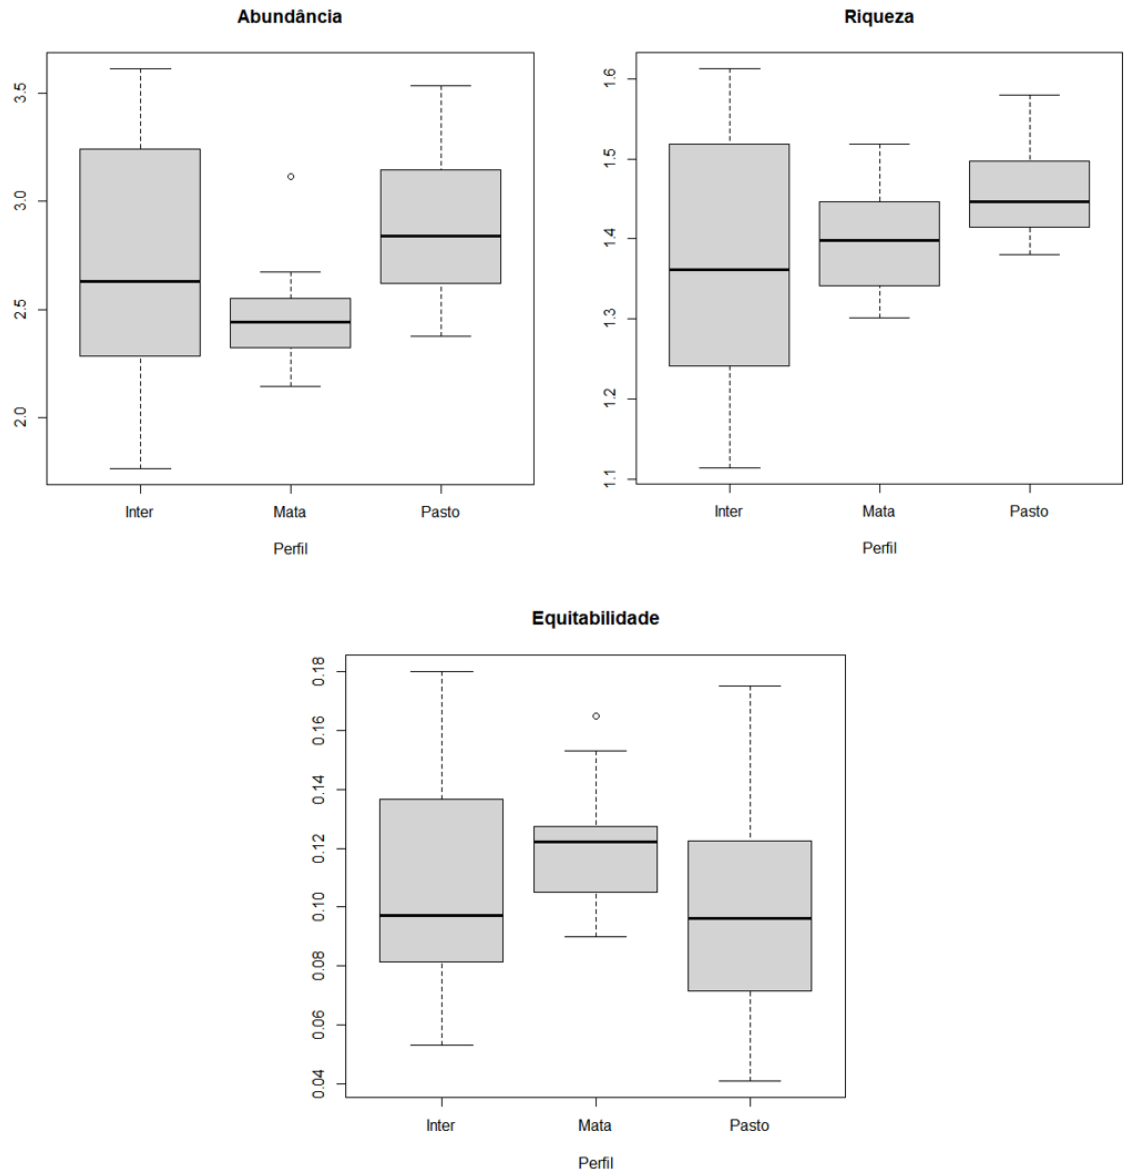 Abundância
3.5
3.0
2.5
2.0
Inter Mata Pasto
Perfil
Riqueza
1.6
1.5
1.4
1.3
1.2
1.1
Inter Mata Pasto
Perfil
Equitabilidade
0.18
0.16
0.14
0.12
0.10
0.08
0.06
0.04
Inter Mata Pasto
Perfil